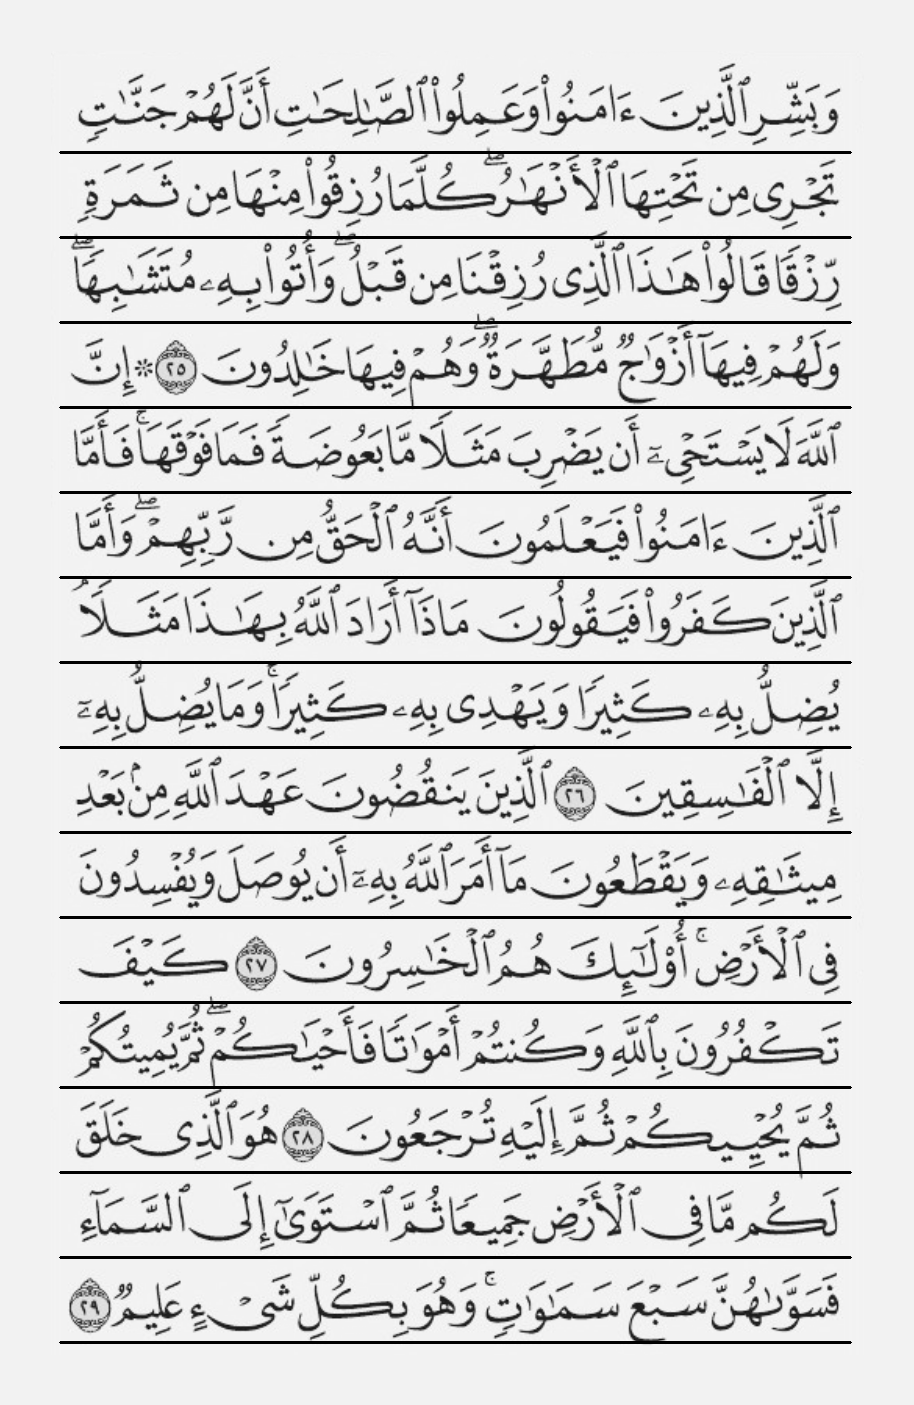 وَبَشِّرِ ٱلَّذِينَ ءَامَنُوا۟ وَعَمِلُوا۟ ٱلصَّـٰلِحَـٰتِ أَنَّ لَهُمْ جَنَّـٰتٍ
تَجْرِى مِن تَحْتِهَا ٱلْأَنْهَـٰرُ ۖ كُلَّمَا رُزِقُوا۟ مِنْهَا مِن ثَمَرَةٍ
رِّزْقًا قَالُوا۟ هَـٰذَا ٱلَّذِى رُزِقْنَا مِن قَبْلُ ۖ وَأُتُوا۟ بِهِۦ مُتَشَـٰبِهًا ۖ
وَلَهُمْ فِيهَآ أَزْوَٰجٌ مُّطَهَّرَةٌ ۖ وَهُمْ فِيهَا خَـٰلِدُونَ ٢٥ ۞ إِنَّ
ٱللَّهَ لَا يَسْتَحْىِۦٓ أَن يَضْرِبَ مَثَلًا مَّا بَعُوضَةً فَمَا فَوْقَهَا ۚ فَأَمَّا
ٱلَّذِينَ ءَامَنُوا۟ فَيَعْلَمُونَ أَنَّهُ ٱلْحَقُّ مِن رَّبِّهِمْ ۖ وَأَمَّا
ٱلَّذِينَ كَفَرُوا۟ فَيَقُولُونَ مَاذَآ أَرَادَ ٱللَّهُ بِهَـٰذَا مَثَلًا ۘ
يُضِلُّ بِهِۦ كَثِيرًا وَيَهْدِى بِهِۦ كَثِيرًا ۚ وَمَا يُضِلُّ بِهِۦٓ
إِلَّا ٱلْفَـٰسِقِينَ ٢٦ ٱلَّذِينَ يَنقُضُونَ عَهْدَ ٱللَّهِ مِنۢ بَعْدِ
مِيثَـٰقِهِۦ وَيَقْطَعُونَ مَآ أَمَرَ ٱللَّهُ بِهِۦٓ أَن يُوصَلَ وَيُفْسِدُونَ
فِى ٱلْأَرْضِ ۚ أُو۟لَـٰٓئِكَ هُمُ ٱلْخَـٰسِرُونَ ٢٧ كَيْفَ
تَكْفُرُونَ بِٱللَّهِ وَكُنتُمْ أَمْوَٰتًا فَأَحْيَـٰكُمْ ۖ ثُمَّ يُمِيتُكُمْ
ثُمَّ يُحْيِيكُمْ ثُمَّ إِلَيْهِ تُرْجَعُونَ ٢٨ هُوَ ٱلَّذِى خَلَقَ
لَكُم مَّا فِى ٱلْأَرْضِ جَمِيعًا ثُمَّ ٱسْتَوَىٰٓ إِلَى ٱلسَّمَآءِ
فَسَوَّىٰهُنَّ سَبْعَ سَمَـٰوَٰتٍ ۚ وَهُوَ بِكُلِّ شَىْءٍ عَلِيمٌ ٢٩